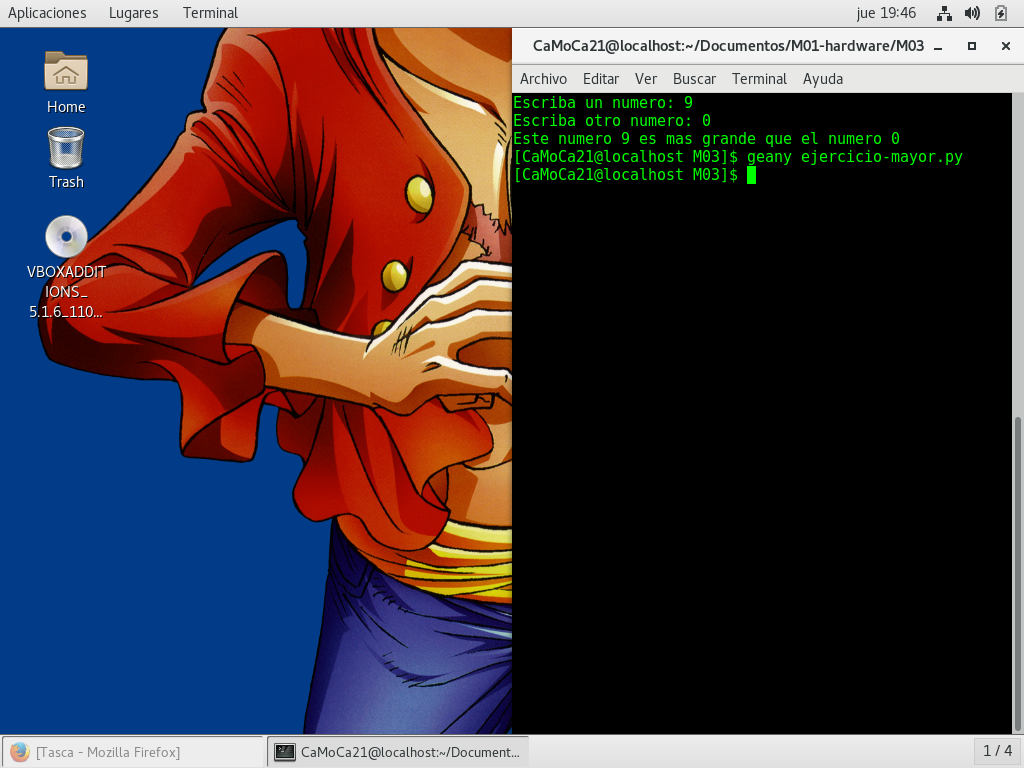 Aplicaciones Lugares Terminal jue 19:46
Home
Trash
VBOXADDIT
IONS_
5.1.6_110...
CaMoCa21@localhost:~/Documentos/M01-hardware/M03
Archivo Editar Ver Buscar Terminal Ayuda
Escriba un numero: 9
Escriba otro numero: 0
Este numero 9 es mas grande que el numero 0
[CaMoCa21@localhost M03]$ geany ejercicio-mayor.py
[CaMoCa21@localhost M03]$
[Tasca - Mozilla Firefox] CaMoCa21@localhost:~/Document... 1 / 4